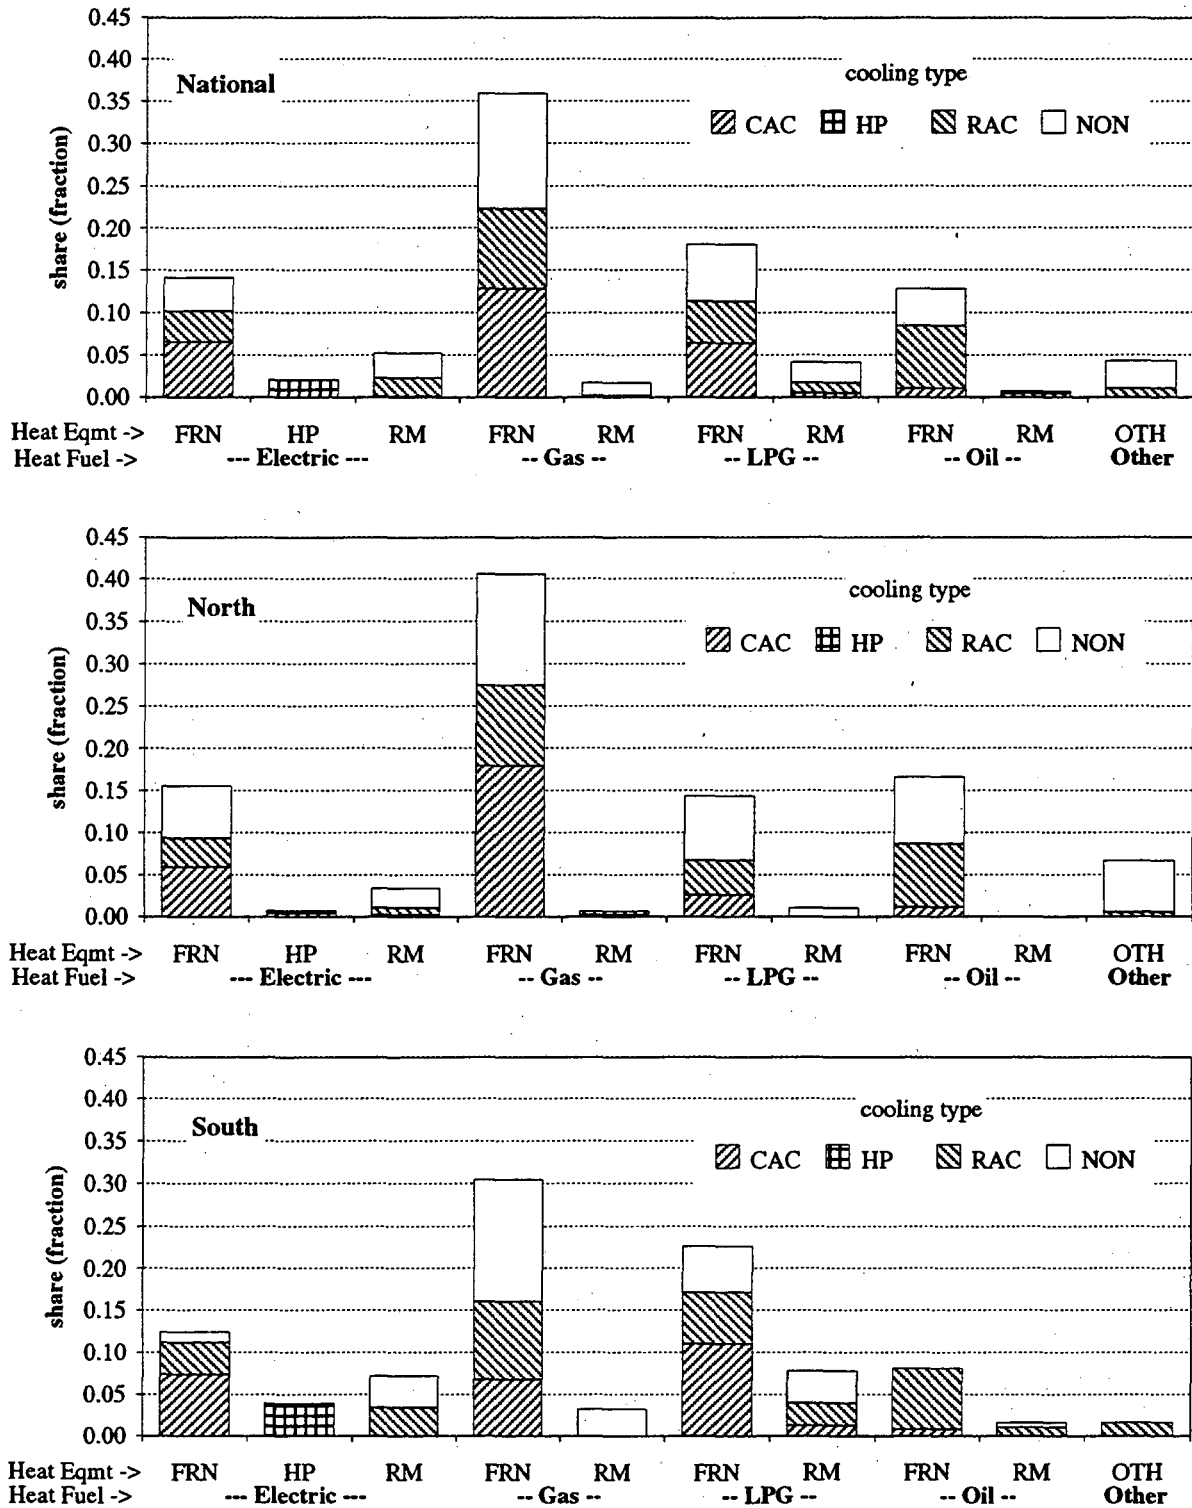 0.45
0.40
0.35
0.30
0.25
0.20
0.15
0.10
0.05
0.00
share (fraction)
National
cooling type
CAC HP RAC NON
Heat Eqmt -> FRN HP RM FRN RM FRN RM FRN RM OTH
Heat Fuel -> --- Electric --- -- Gas -- -- LPG -- -- Oil -- Other
0.45
0.40
0.35
0.30
0.25
0.20
0.15
0.10
0.05
0.00
share (fraction)
North
cooling type
CAC HP RAC NON
Heat Eqmt -> FRN HP RM FRN RM FRN RM FRN RM OTH
Heat Fuel -> --- Electric --- -- Gas -- -- LPG -- -- Oil -- Other
0.45
0.40
0.35
0.30
0.25
0.20
0.15
0.10
0.05
0.00
share (fraction)
South
cooling type
CAC HP RAC NON
Heat Eqmt -> FRN HP RM FRN RM FRN RM FRN RM OTH
Heat Fuel -> --- Electric --- -- Gas -- -- LPG -- -- Oil -- Other